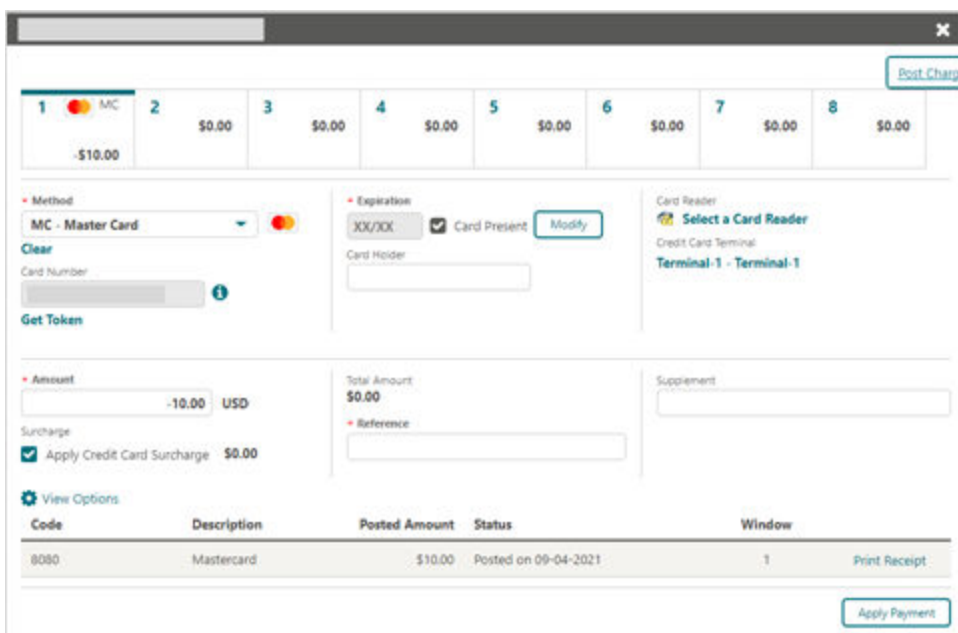 Post Charg
1 MC 2 3 4 5 6 7 8
$0.00 $0.00 $0.00 $0.00 $0.00 $0.00 $0.00
-$10.00
* Method
MC - Master Card
Clear
Card Number
Get Token
* Expiration
XX/XX Card Present Modify
Card Holder
Card Reader
Select a Card Reader
Credit Card Terminal
Terminal-1 - Terminal-1
* Amount
-10.00 USD
Surcharge
Apply Credit Card Surcharge $0.00
Total Amount
$0.00
* Reference
Supplement
View Options
Code Description Posted Amount Status Window
8080 Mastercard $10.00 Posted on 09-04-2021 1 Print Receipt
Apply Payment